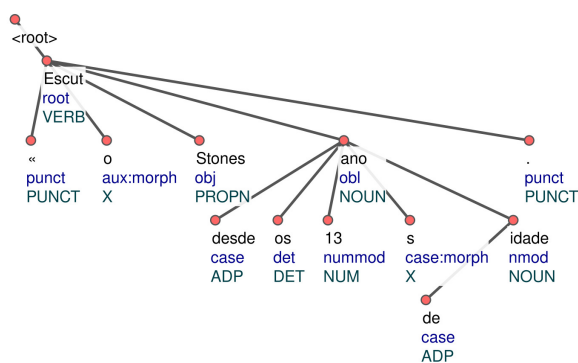 <root>
Escut
root
VERB
« o Stones ano .
punct aux:morph obj obl punct
PUNCT X PROPN NOUN PUNCT
desde os 13 s idade
case det nummod case:morph nmod
ADP DET NUM X NOUN
de
case
ADP